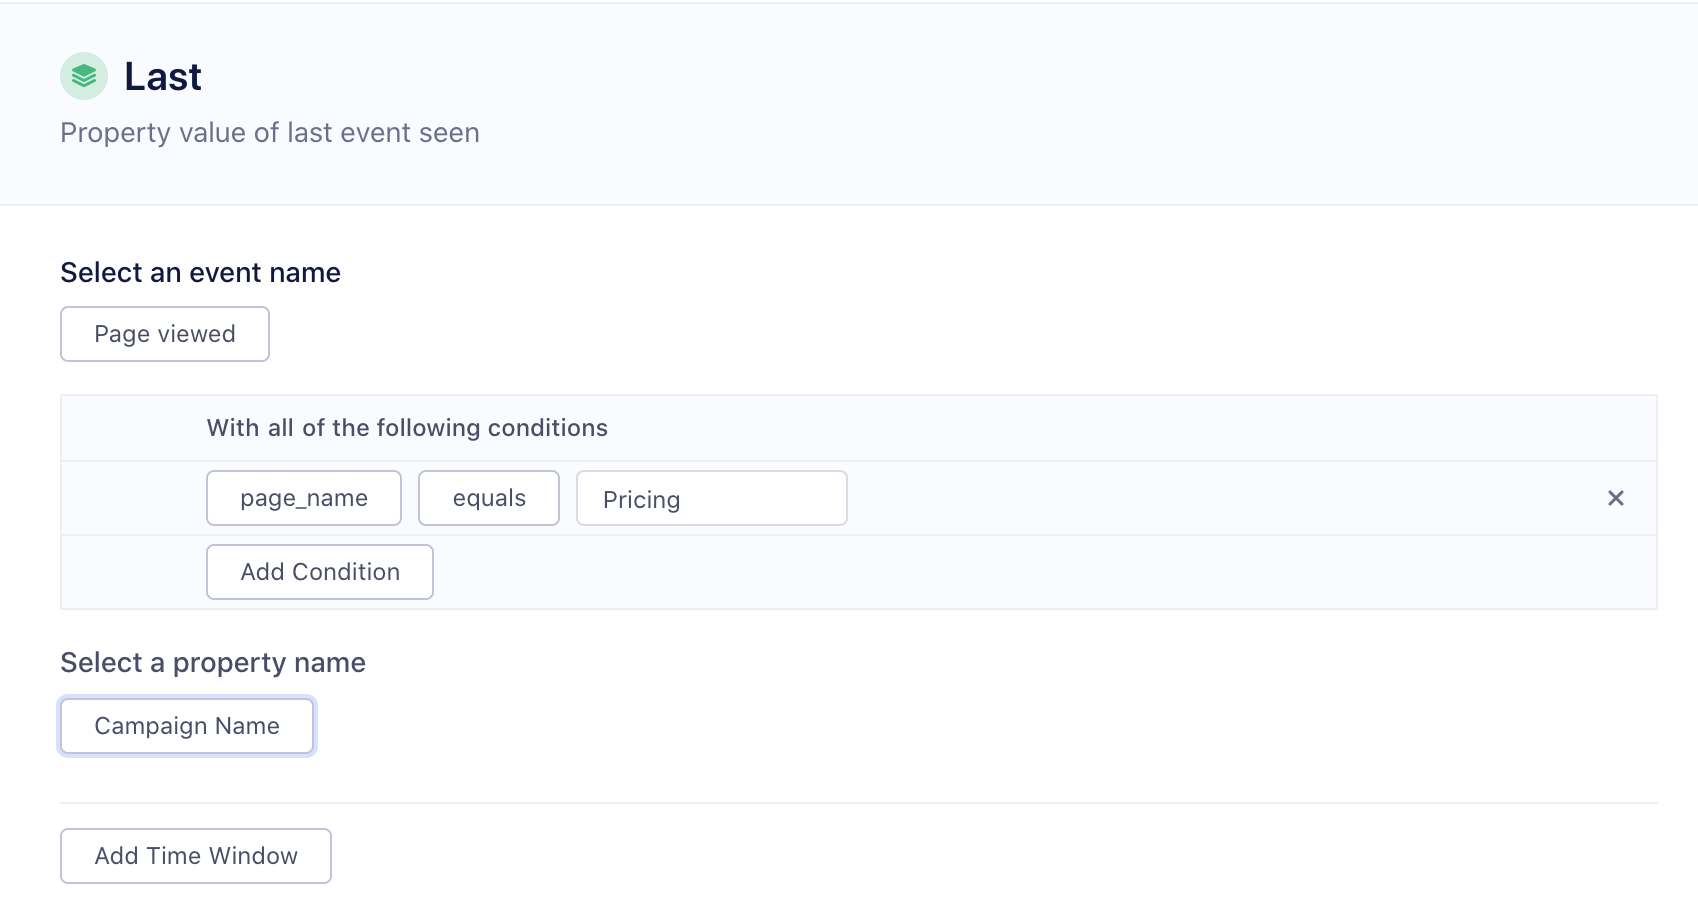 Last
Property value of last event seen
Select an event name
Page viewed
With all of the following conditions
page_name equals Pricing
Add Condition
Select a property name
Campaign Name
Add Time Window